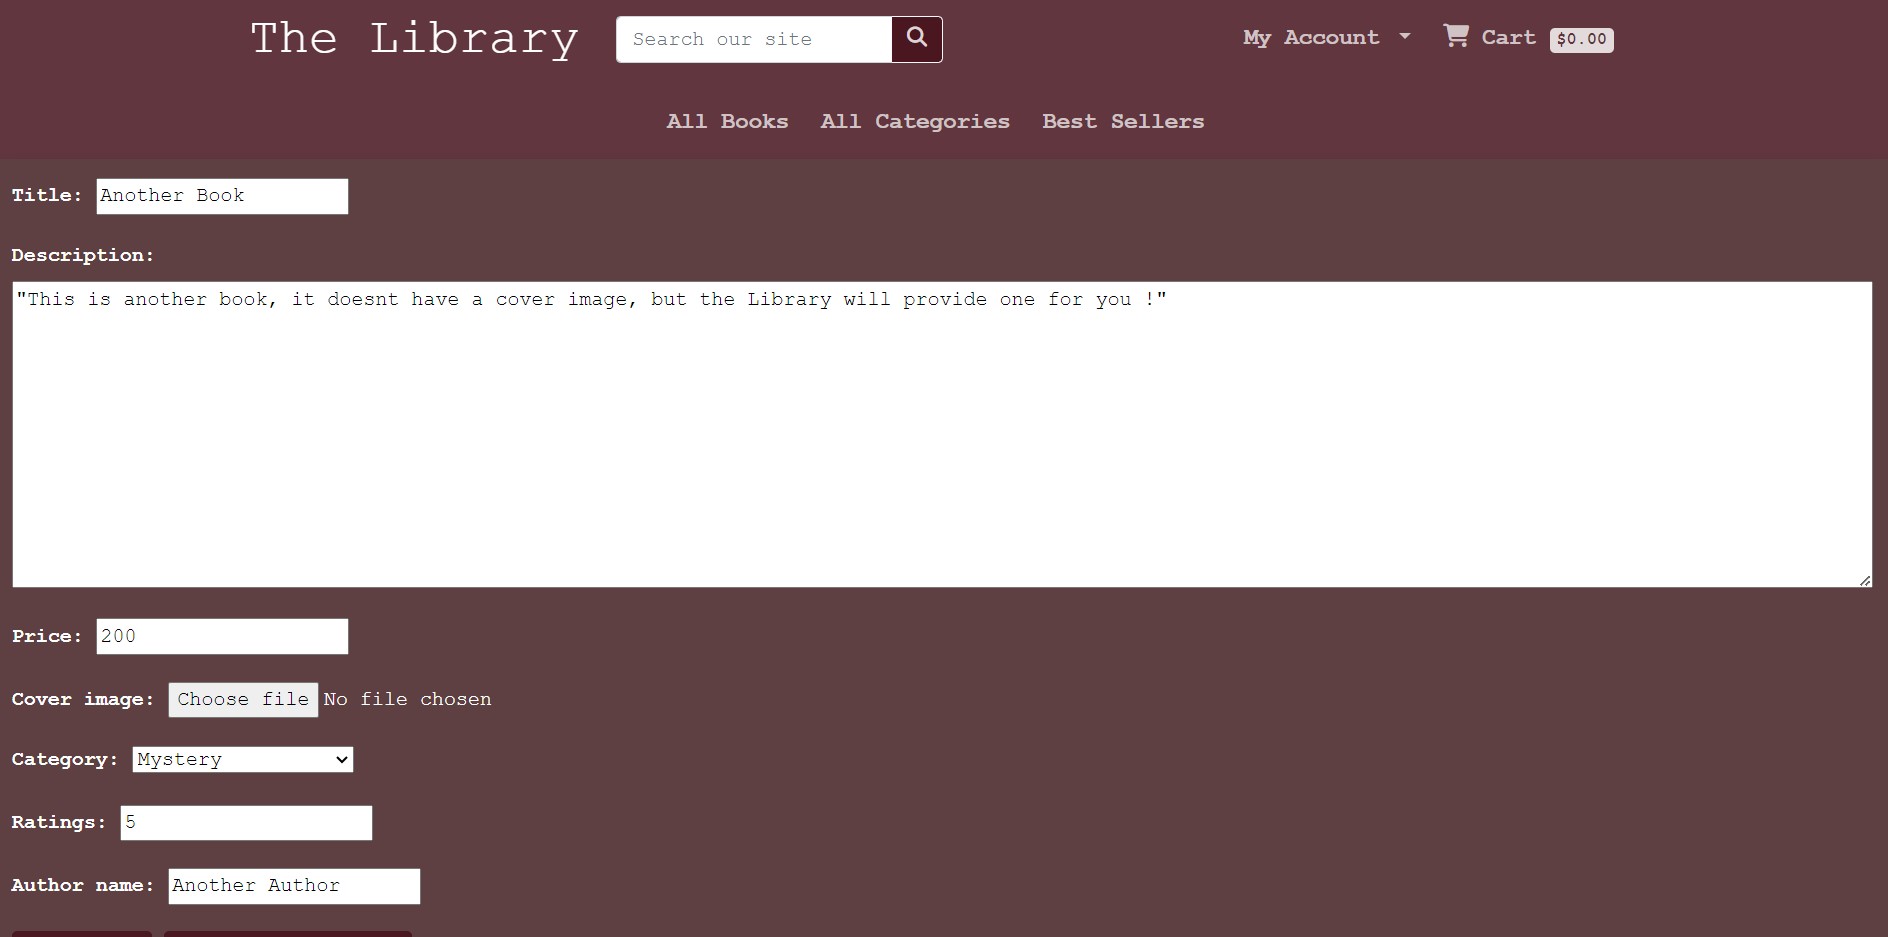 The Library
Search our site
My Account
Cart $0.00
All Books All Categories Best Sellers
Title: Another Book
Description:
"This is another book, it doesnt have a cover image, but the Library will provide one for you !"
Price: 200
Cover image: Choose file No file chosen
Category: Mystery
Ratings: 5
Author name: Another Author